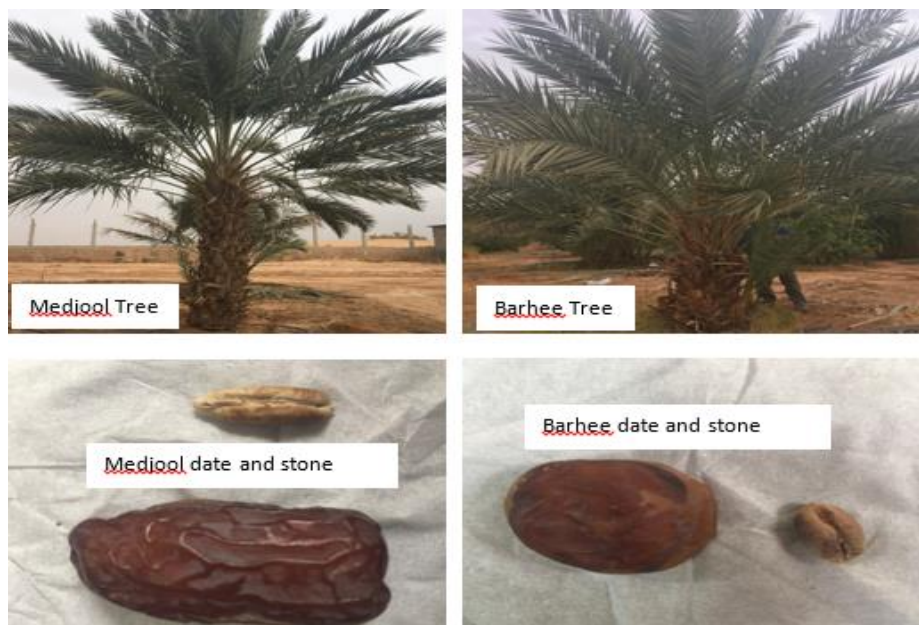 Medjool Tree
Barhee Tree
Medjool date and stone
Barhee date and stone